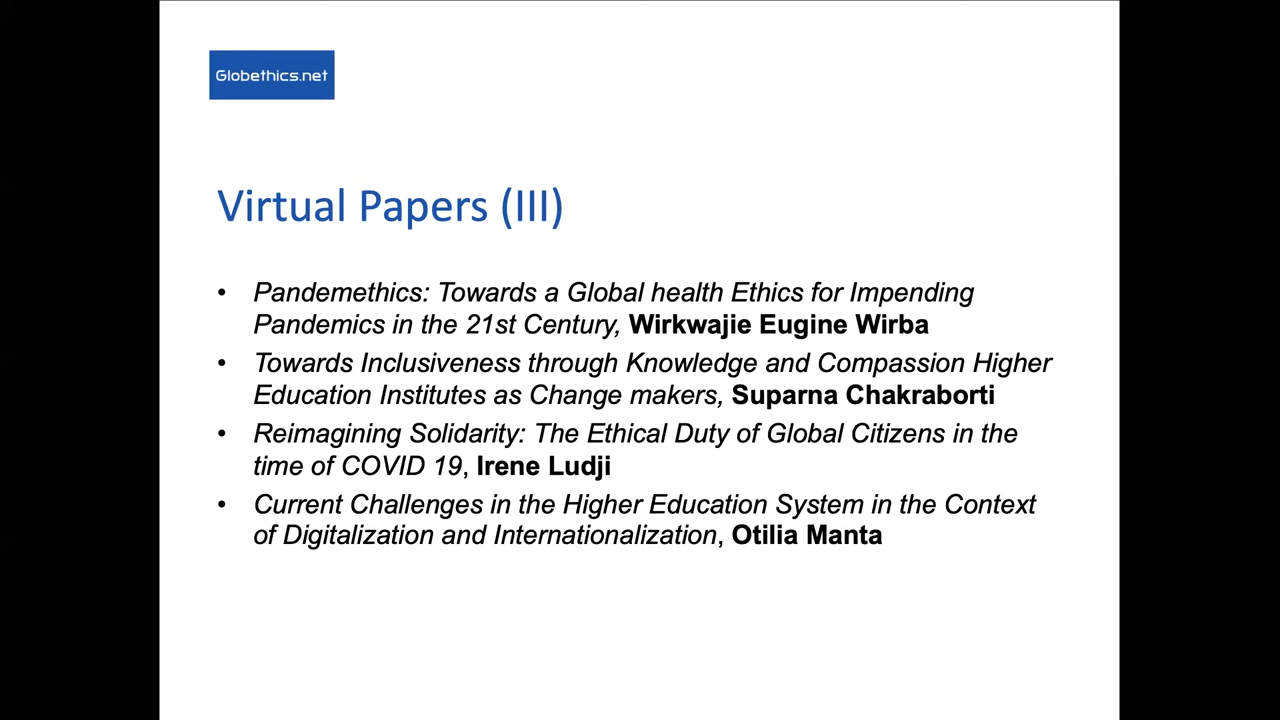 Globethics.net
Virtual Papers (III)
• Pandemethics: Towards a Global health Ethics for Impending
Pandemics in the 21st Century, Wirkwajie Eugine Wirba
• Towards Inclusiveness through Knowledge and Compassion Higher
Education Institutes as Change makers, Suparna Chakraborti
• Reimagining Solidarity: The Ethical Duty of Global Citizens in the
time of COVID 19, Irene Ludji
• Current Challenges in the Higher Education System in the Context
of Digitalization and Internationalization, Otilia Manta